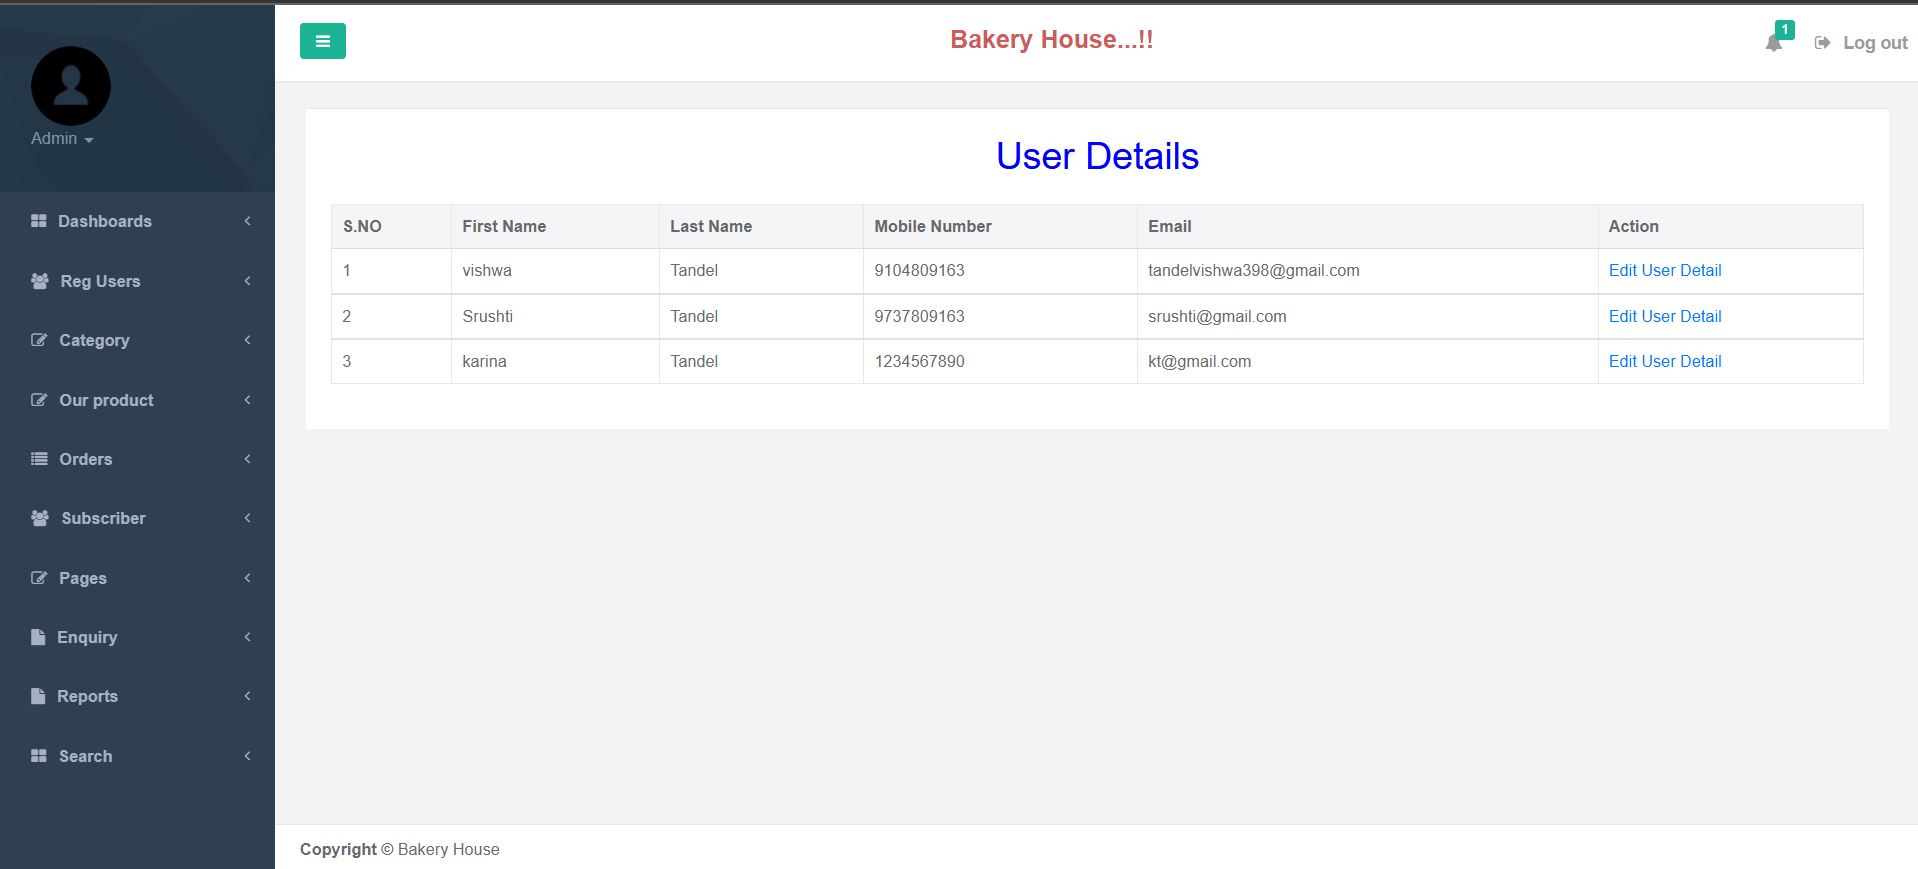 Bakery House...!!
1
Log out
Admin
Dashboards
Reg Users
Category
Our product
Orders
Subscriber
Pages
Enquiry
Reports
Search
User Details
S.NO First Name Last Name Mobile Number Email Action
1 vishwa Tandel 9104809163 tandelvishwa398@gmail.com Edit User Detail
2 Srushti Tandel 9737809163 srushti@gmail.com Edit User Detail
3 karina Tandel 1234567890 kt@gmail.com Edit User Detail
Copyright © Bakery House